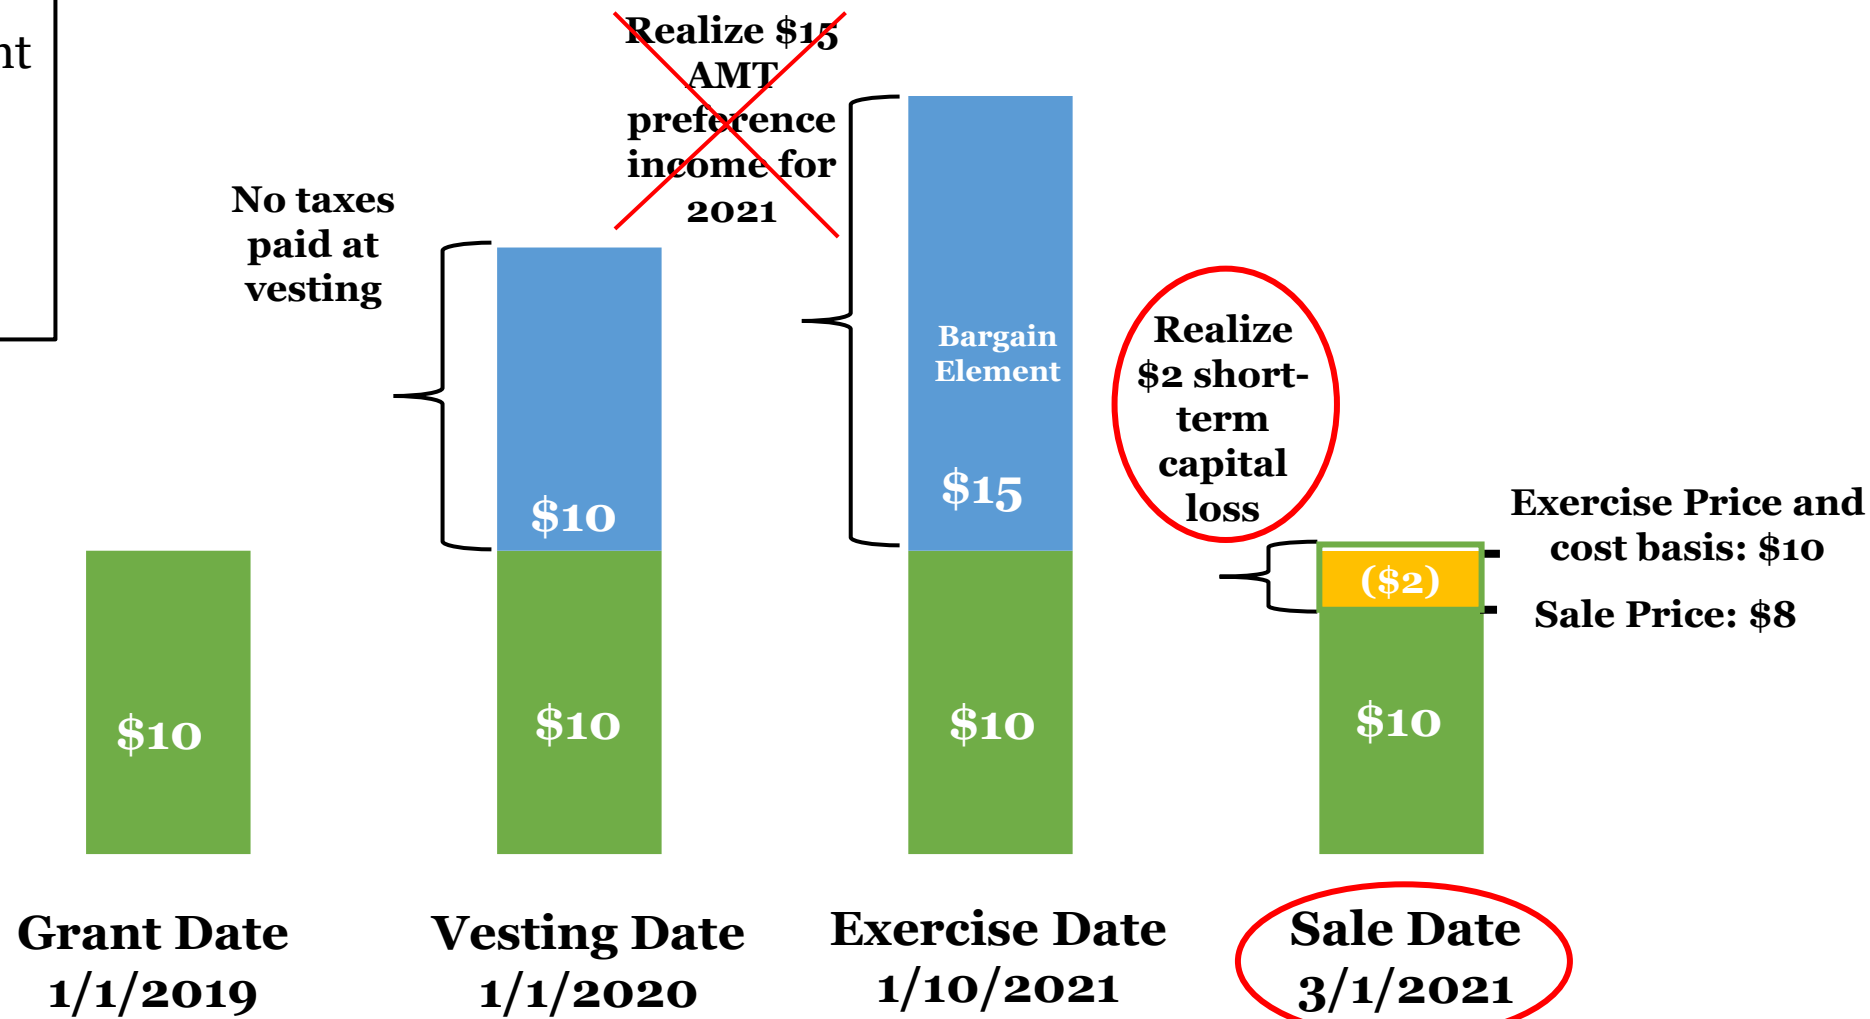 nt
Realize $15
AMT
preference
income for
2021
No taxes
paid at
vesting
Bargain
Element
$15
Realize
$2 short-
term
capital
loss
Exercise Price and
cost basis: $10
Sale Price: $8
($2)
$10
$10
$10
$10
$10
Grant Date
1/1/2019
Vesting Date
1/1/2020
Exercise Date
1/10/2021
Sale Date
3/1/2021